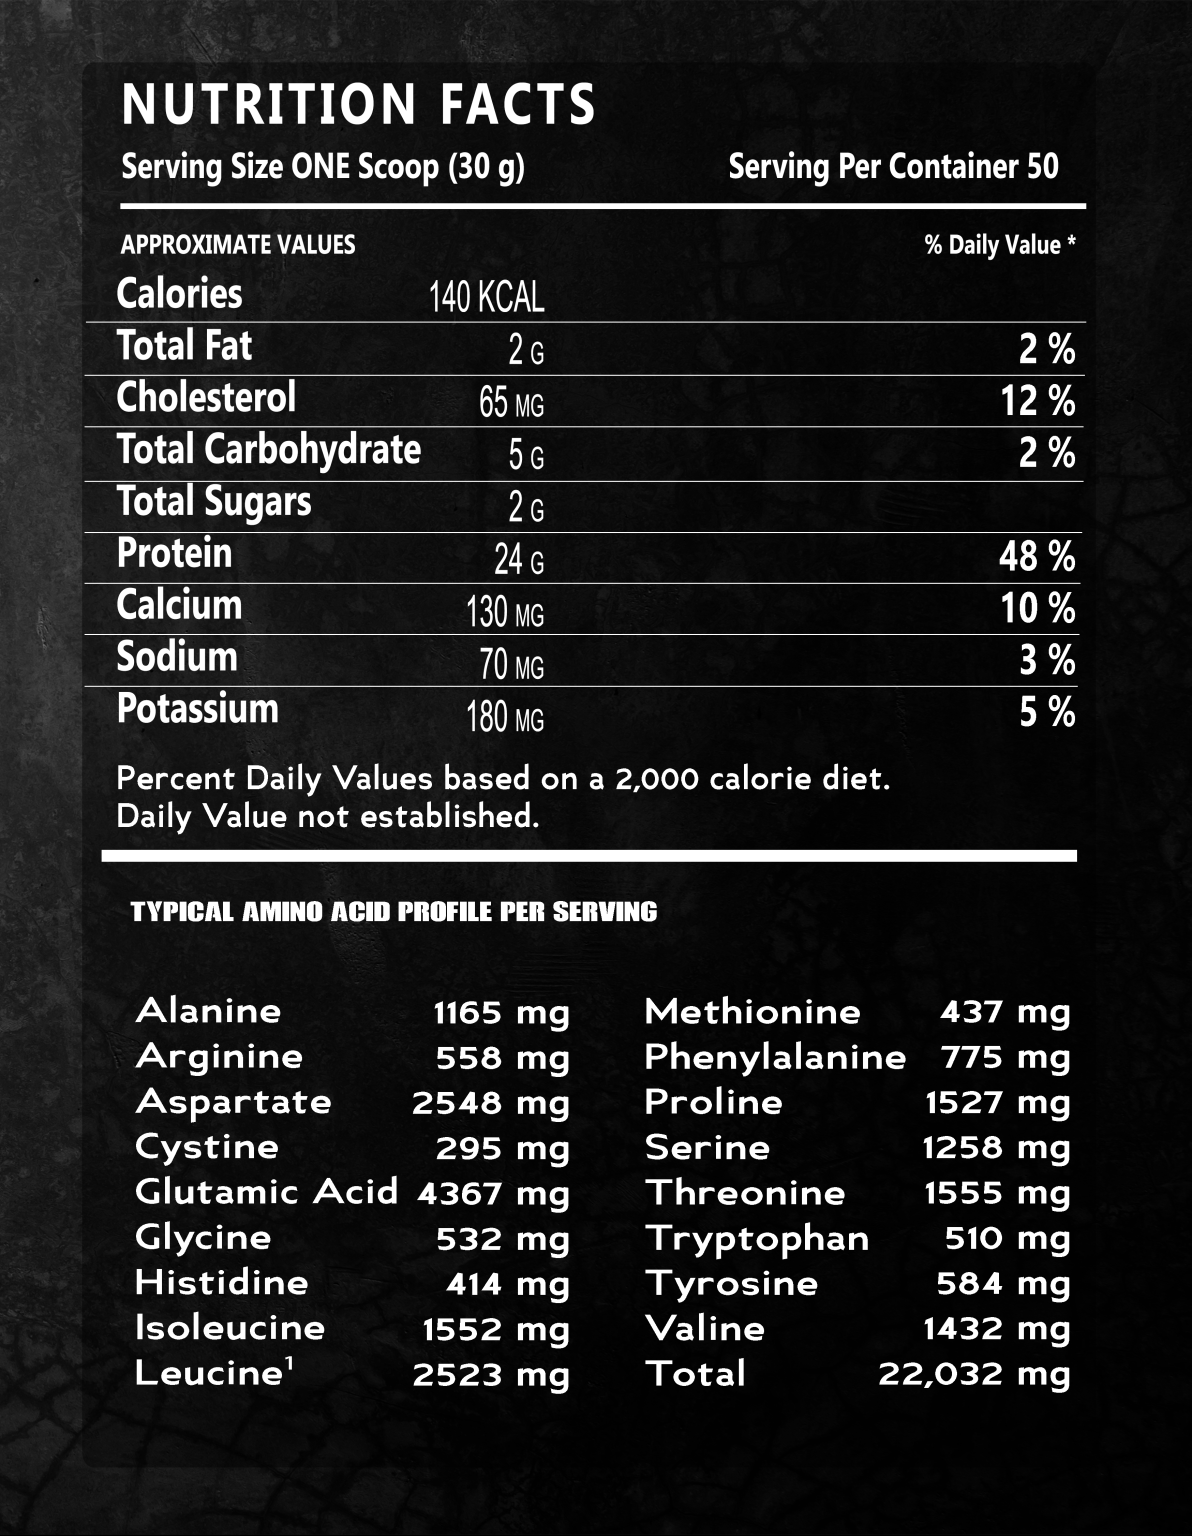 NUTRITION FACTS
Serving Size ONE Scoop (30 g) Serving Per Container 50
APPROXIMATE VALUES % Daily Value *
Calories 140 KCAL
Total Fat 2 G 2 %
Cholesterol 65 MG 12 %
Total Carbohydrate 5 G 2 %
Total Sugars 2 G
Protein 24 G 48 %
Calcium 130 MG 10 %
Sodium 70 MG 3 %
Potassium 180 MG 5 %
Percent Daily Values based on a 2,000 calorie diet.
Daily Value not established.
TYPICAL AMINO ACID PROFILE PER SERVING
Alanine 1165 mg Methionine 437 mg
Arginine 558 mg Phenylalanine 775 mg
Aspartate 2548 mg Proline 1527 mg
Cystine 295 mg Serine 1258 mg
Glutamic Acid 4367 mg Threonine 1555 mg
Glycine 532 mg Tryptophan 510 mg
Histidine 414 mg Tyrosine 584 mg
Isoleucine 1552 mg Valine 1432 mg
Leucine¹ 2523 mg Total 22,032 mg